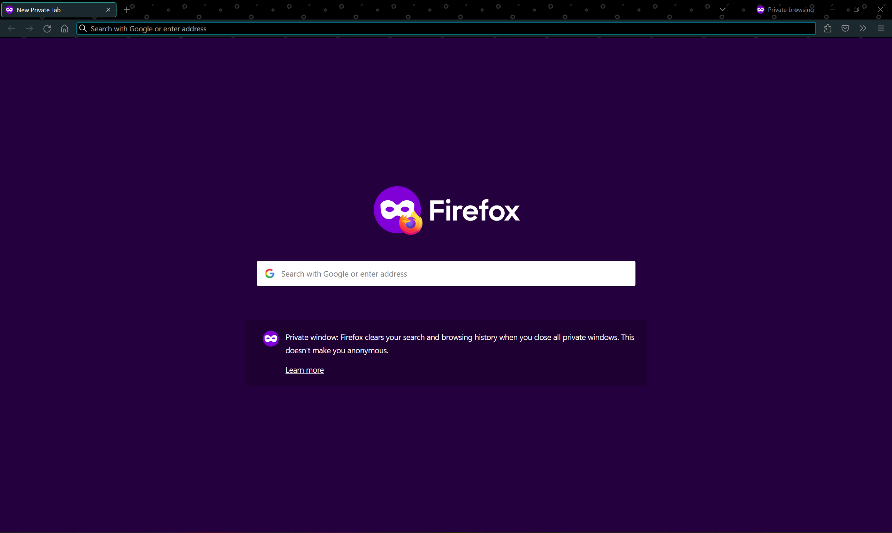 New Private Tab
Private browsing
Search with Google or enter address
Firefox
Search with Google or enter address
Private window: Firefox clears your search and browsing history when you close all private windows. This
doesn't make you anonymous.
Learn more